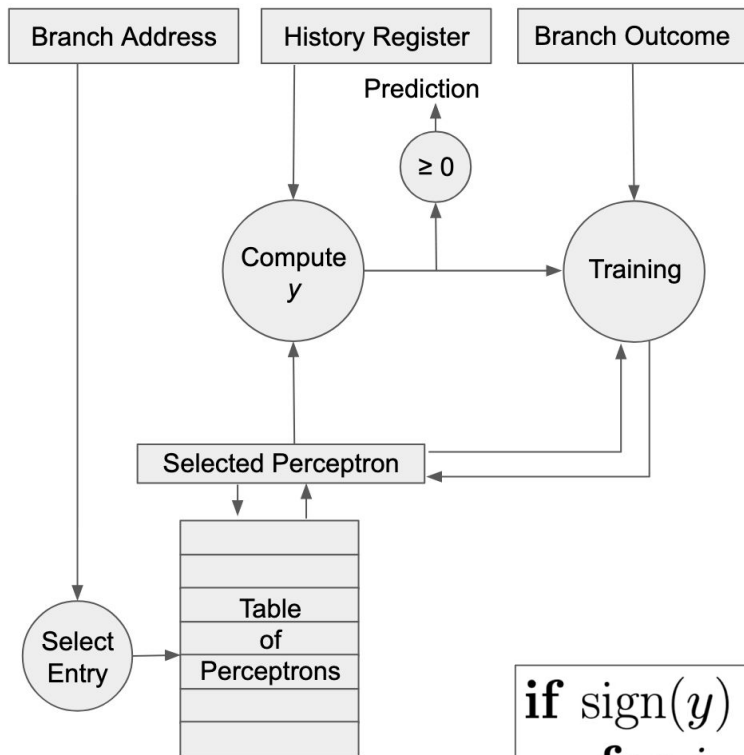 Branch Address
History Register
Branch Outcome
Prediction
≥ 0
Compute
y
Training
Selected Perceptron
Table
of
Perceptrons
Select
Entry
if sign(y)